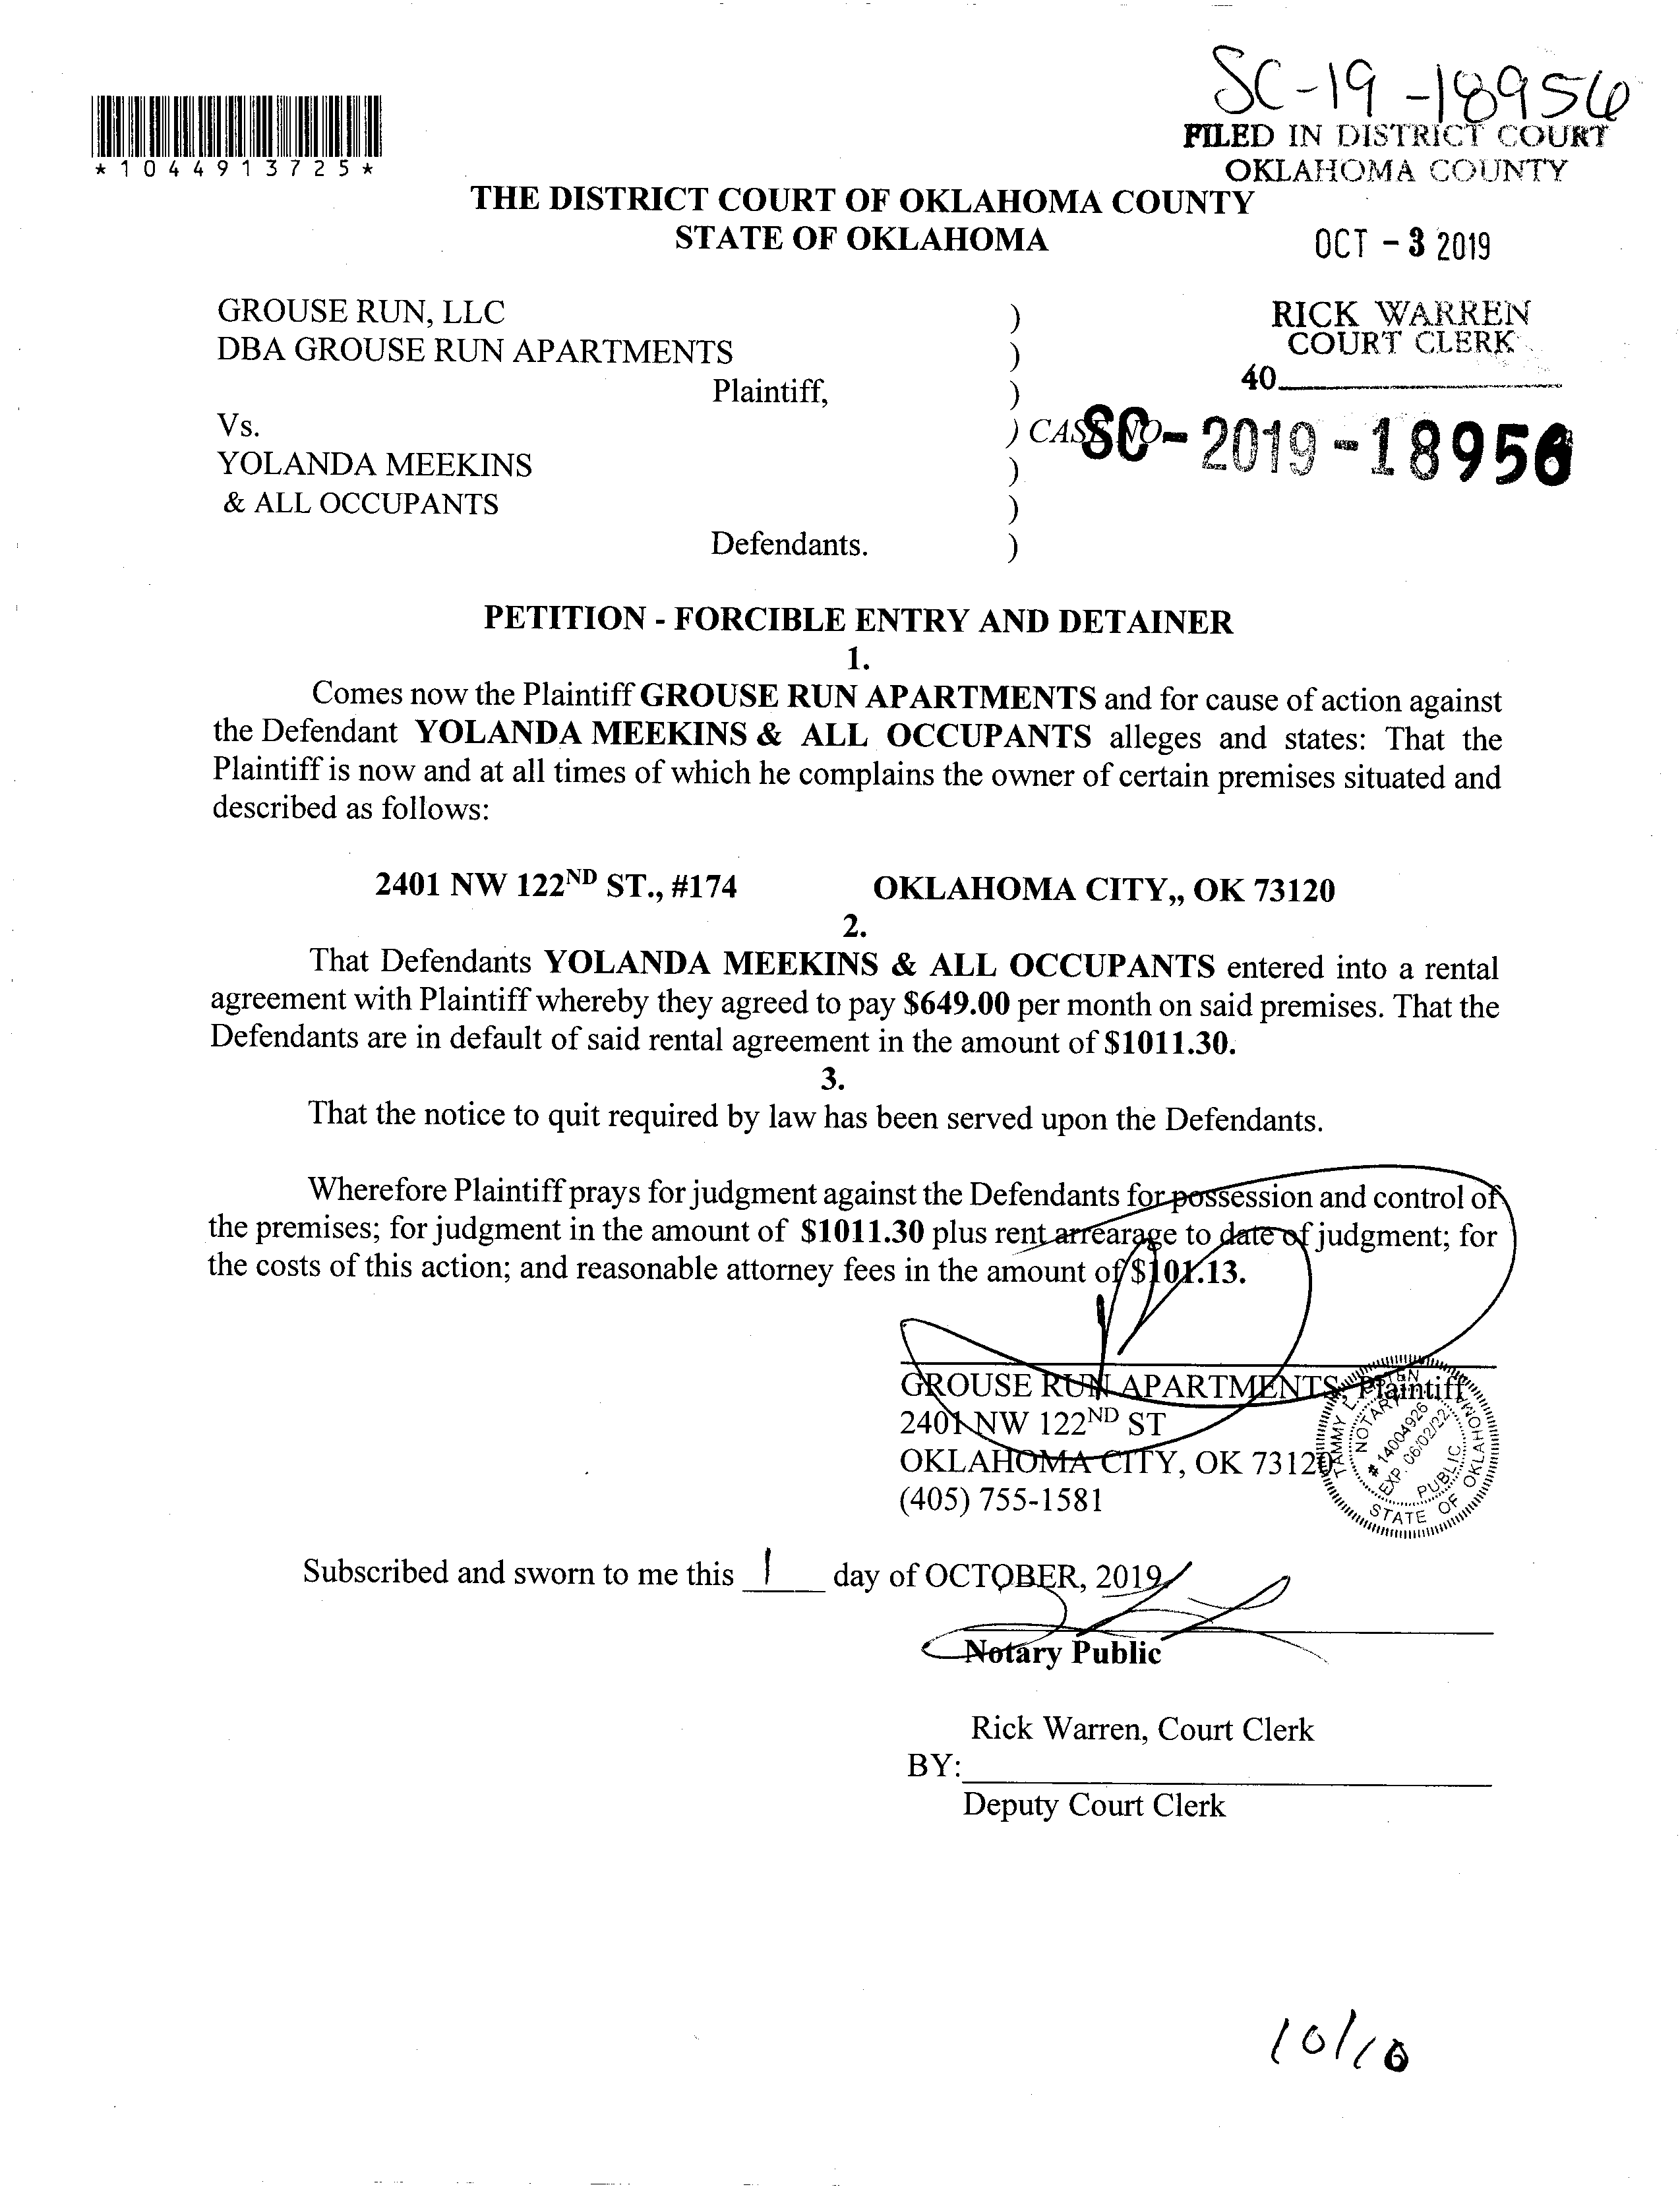 SC-19-18956
FILED IN DISTRICT COURT
OKLAHOMA COUNTY
*1044913725*
THE DISTRICT COURT OF OKLAHOMA COUNTY
STATE OF OKLAHOMA
OCT - 3 2019
GROUSE RUN, LLC )
DBA GROUSE RUN APARTMENTS )
Plaintiff, )
RICK WARREN
COURT CLERK
40
Vs. ) CASE NO.
SC-2019-18956
YOLANDA MEEKINS )
& ALL OCCUPANTS )
Defendants. )
PETITION - FORCIBLE ENTRY AND DETAINER
1.
Comes now the Plaintiff GROUSE RUN APARTMENTS and for cause of action against
the Defendant YOLANDA MEEKINS & ALL OCCUPANTS alleges and states: That the
Plaintiff is now and at all times of which he complains the owner of certain premises situated and
described as follows:
2401 NW 122ND ST., #174 OKLAHOMA CITY,, OK 73120
2.
That Defendants YOLANDA MEEKINS & ALL OCCUPANTS entered into a rental
agreement with Plaintiff whereby they agreed to pay $649.00 per month on said premises. That the
Defendants are in default of said rental agreement in the amount of $1011.30.
3.
That the notice to quit required by law has been served upon the Defendants.
Wherefore Plaintiff prays for judgment against the Defendants for possession and control of
the premises; for judgment in the amount of $1011.30 plus rent arrearage to date of judgment; for
the costs of this action; and reasonable attorney fees in the amount of $101.13.
GROUSE RUN APARTMENTS, Plaintiff
2401 NW 122ND ST
OKLAHOMA CITY, OK 73120
(405) 755-1581
TAMMY L.
NOTARY
# 14004926
EXP. 06/02/22
PUBLIC
STATE OF OKLAHOMA
Subscribed and sworn to me this 1 day of OCTOBER, 2019
Notary Public
Rick Warren, Court Clerk
BY:
Deputy Court Clerk
10/10